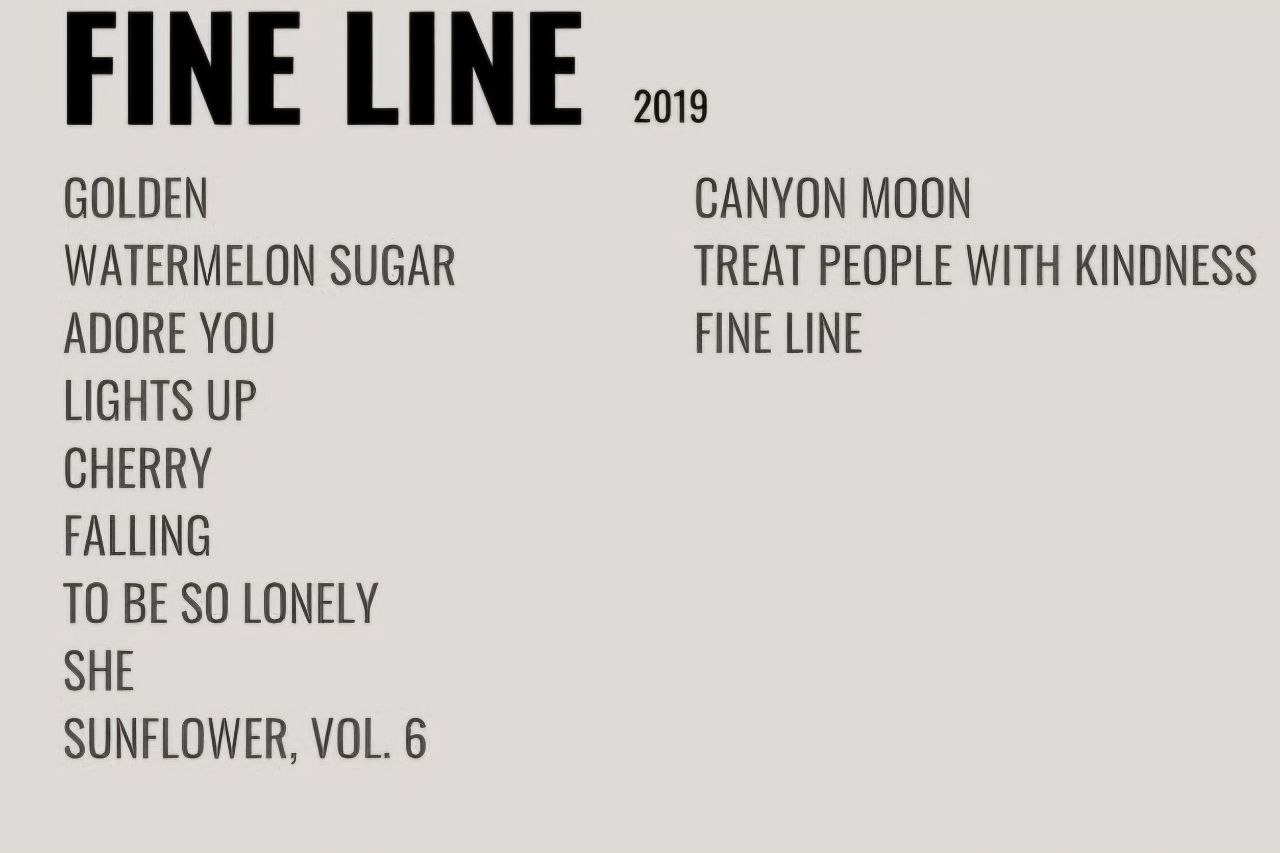 FINE LINE 2019
GOLDEN
WATERMELON SUGAR
ADORE YOU
LIGHTS UP
CHERRY
FALLING
TO BE SO LONELY
SHE
SUNFLOWER, VOL. 6
CANYON MOON
TREAT PEOPLE WITH KINDNESS
FINE LINE